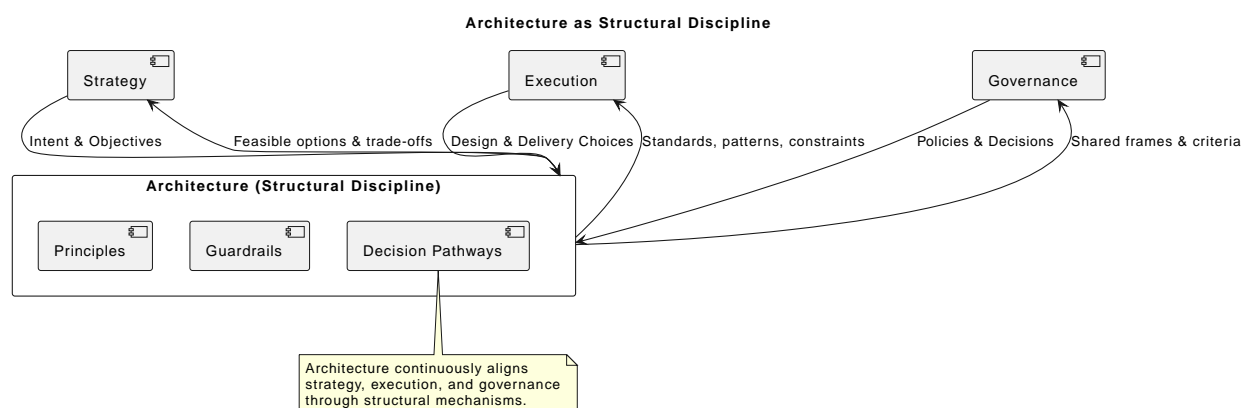 Architecture as Structural Discipline
Strategy
Execution
Governance
Intent & Objectives
Feasible options & trade-offs
Design & Delivery Choices
Standards, patterns, constraints
Policies & Decisions
Shared frames & criteria
Architecture (Structural Discipline)
Principles
Guardrails
Decision Pathways
Architecture continuously aligns
strategy, execution, and governance
through structural mechanisms.